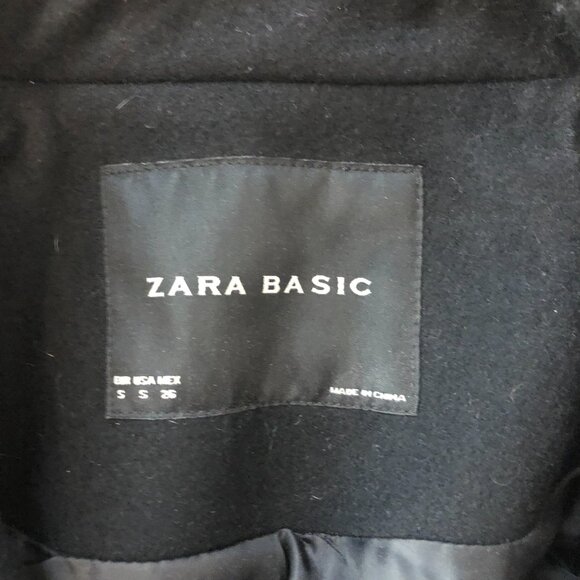 ZARA BASIC
EUR USA MEX
S S 26
MADE IN CHINA